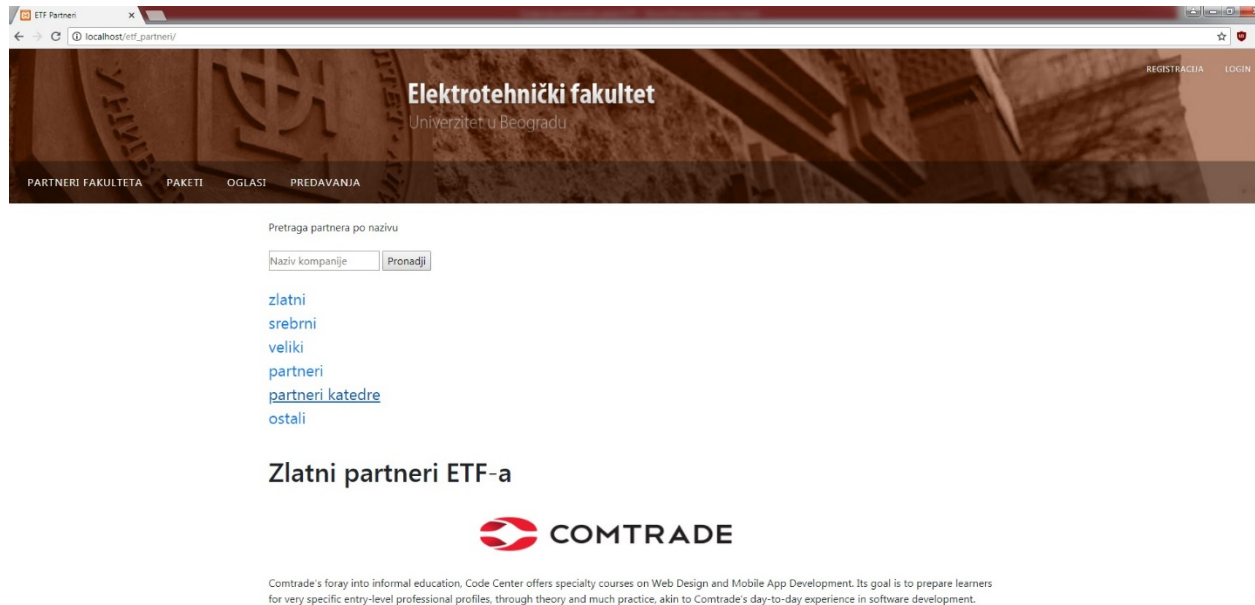 ETF Partneri
localhost/etf_partneri/
REGISTRACIJA LOGIN
Elektrotehnički fakultet
Univerzitet u Beogradu
PARTNERI FAKULTETA PAKETI OGLASI PREDAVANJA
Pretraga partnera po nazivu
Naziv kompanije Pronadji
zlatni
srebrni
veliki
partneri
partneri katedre
ostali
Zlatni partneri ETF-a
COMTRADE
Comtrade's foray into informal education, Code Center offers specialty courses on Web Design and Mobile App Development. Its goal is to prepare learners
for very specific entry-level professional profiles, through theory and much practice, akin to Comtrade's day-to-day experience in software development.